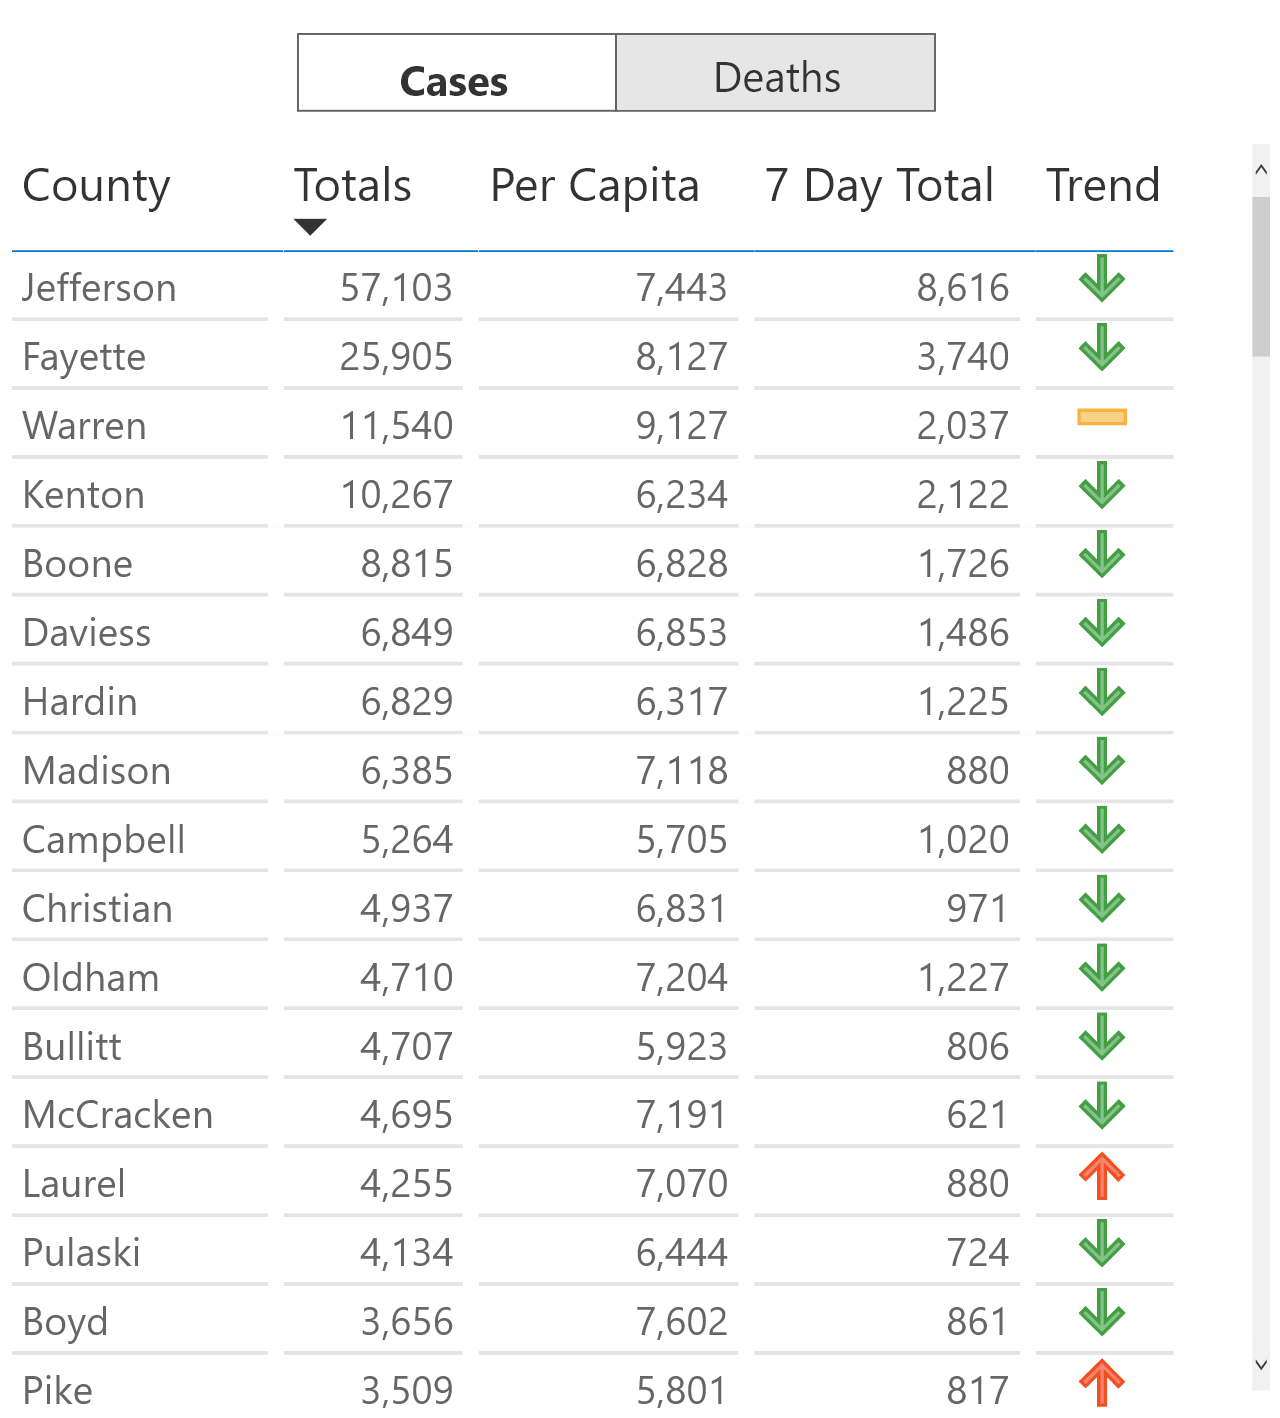 Cases Deaths
County Totals Per Capita 7 Day Total Trend
Jefferson 57,103 7,443 8,616
Fayette 25,905 8,127 3,740
Warren 11,540 9,127 2,037
Kenton 10,267 6,234 2,122
Boone 8,815 6,828 1,726
Daviess 6,849 6,853 1,486
Hardin 6,829 6,317 1,225
Madison 6,385 7,118 880
Campbell 5,264 5,705 1,020
Christian 4,937 6,831 971
Oldham 4,710 7,204 1,227
Bullitt 4,707 5,923 806
McCracken 4,695 7,191 621
Laurel 4,255 7,070 880
Pulaski 4,134 6,444 724
Boyd 3,656 7,602 861
Pike 3,509 5,801 817